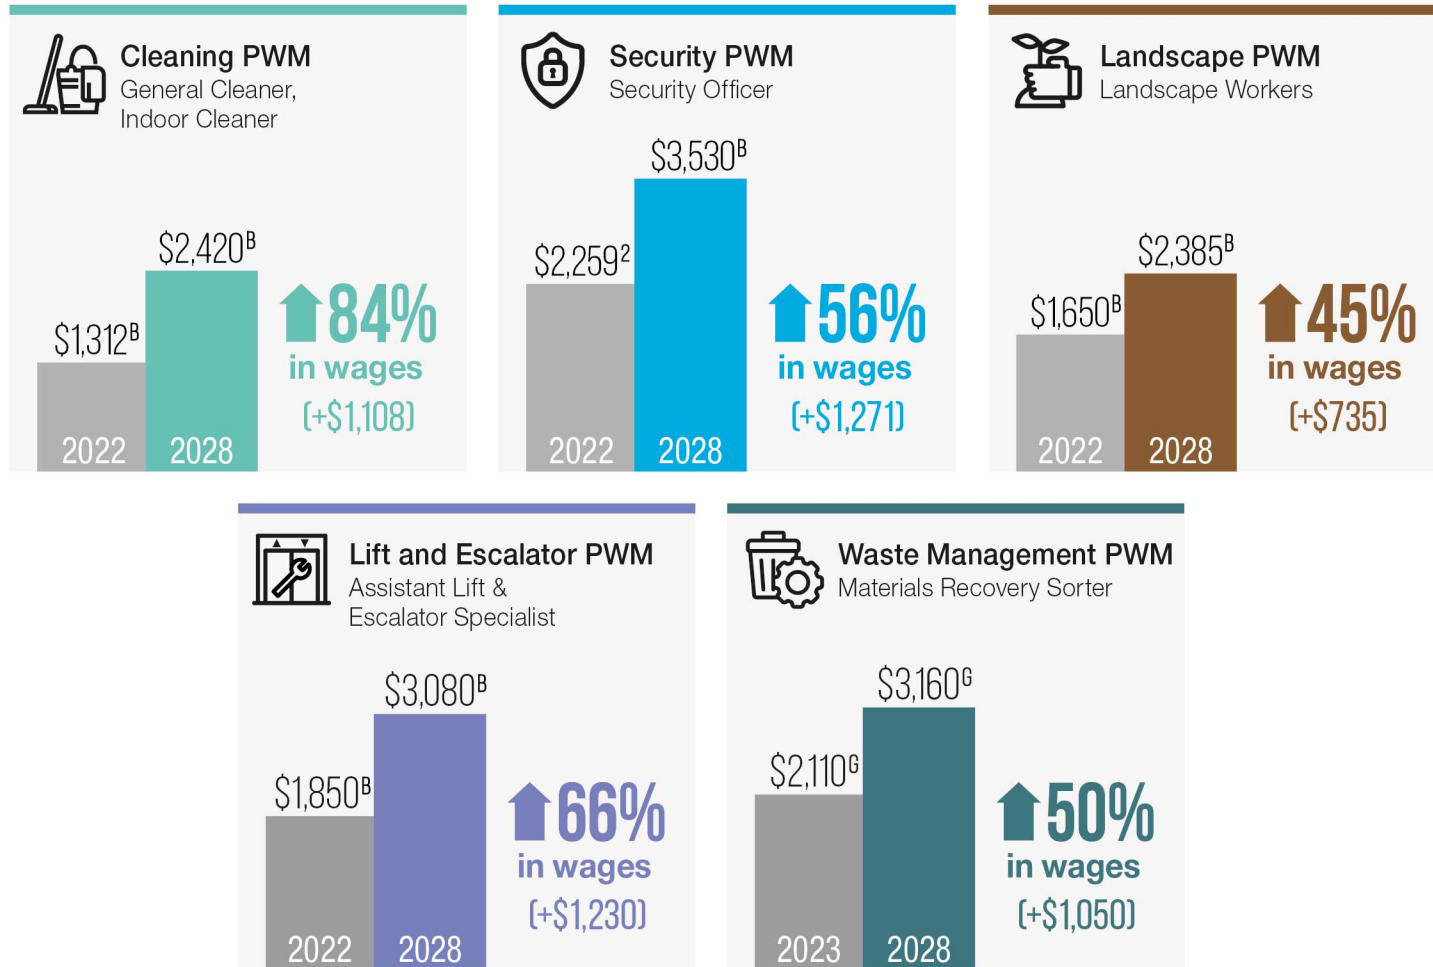 Cleaning PWM
General Cleaner,
Indoor Cleaner
$2,420ᴮ
$1,312ᴮ
84%
in wages
(+$1,108)
2022 2028
Security PWM
Security Officer
$3,530ᴮ
$2,259²
56%
in wages
(+$1,271)
2022 2028
Landscape PWM
Landscape Workers
$2,385ᴮ
$1,650ᴮ
45%
in wages
(+$735)
2022 2028
Lift and Escalator PWM
Assistant Lift &
Escalator Specialist
$3,080ᴮ
$1,850ᴮ
66%
in wages
(+$1,230)
2022 2028
Waste Management PWM
Materials Recovery Sorter
$3,160ᴳ
$2,110ᴳ
50%
in wages
(+$1,050)
2023 2028